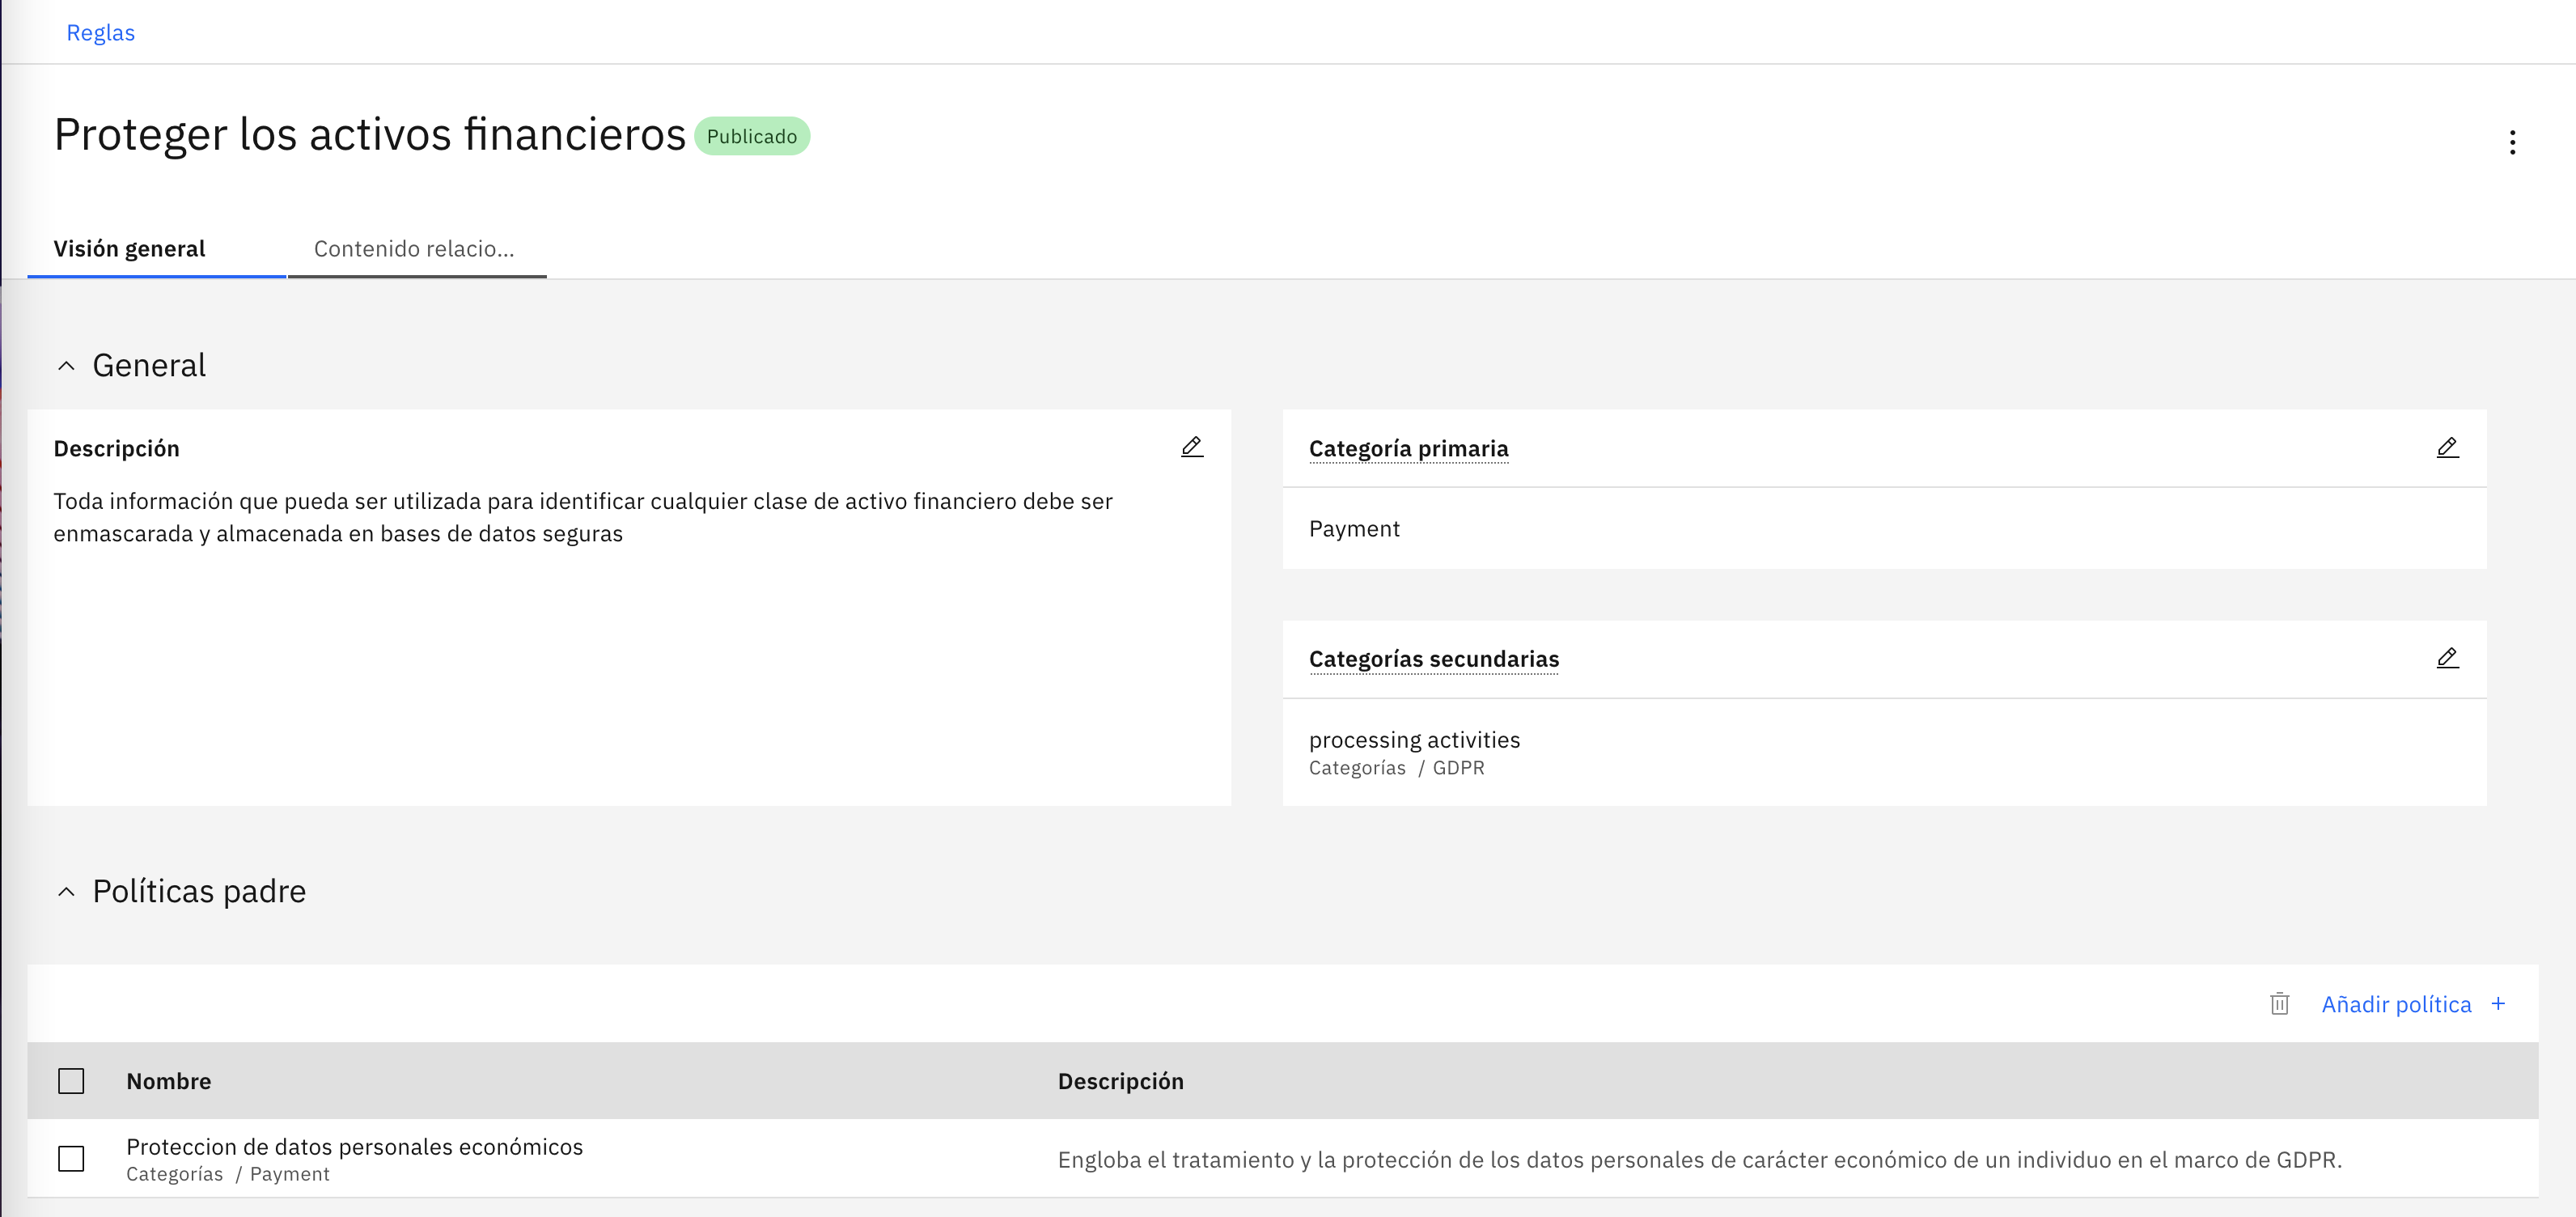 Reglas
Proteger los activos financieros Publicado
Visión general Contenido relacio...
General
Descripción
Toda información que pueda ser utilizada para identificar cualquier clase de activo financiero debe ser
enmascarada y almacenada en bases de datos seguras
Categoría primaria
Payment
Categorías secundarias
processing activities
Categorías / GDPR
Políticas padre
Añadir política +
Nombre Descripción
Proteccion de datos personales económicos
Categorías / Payment
Engloba el tratamiento y la protección de los datos personales de carácter económico de un individuo en el marco de GDPR.